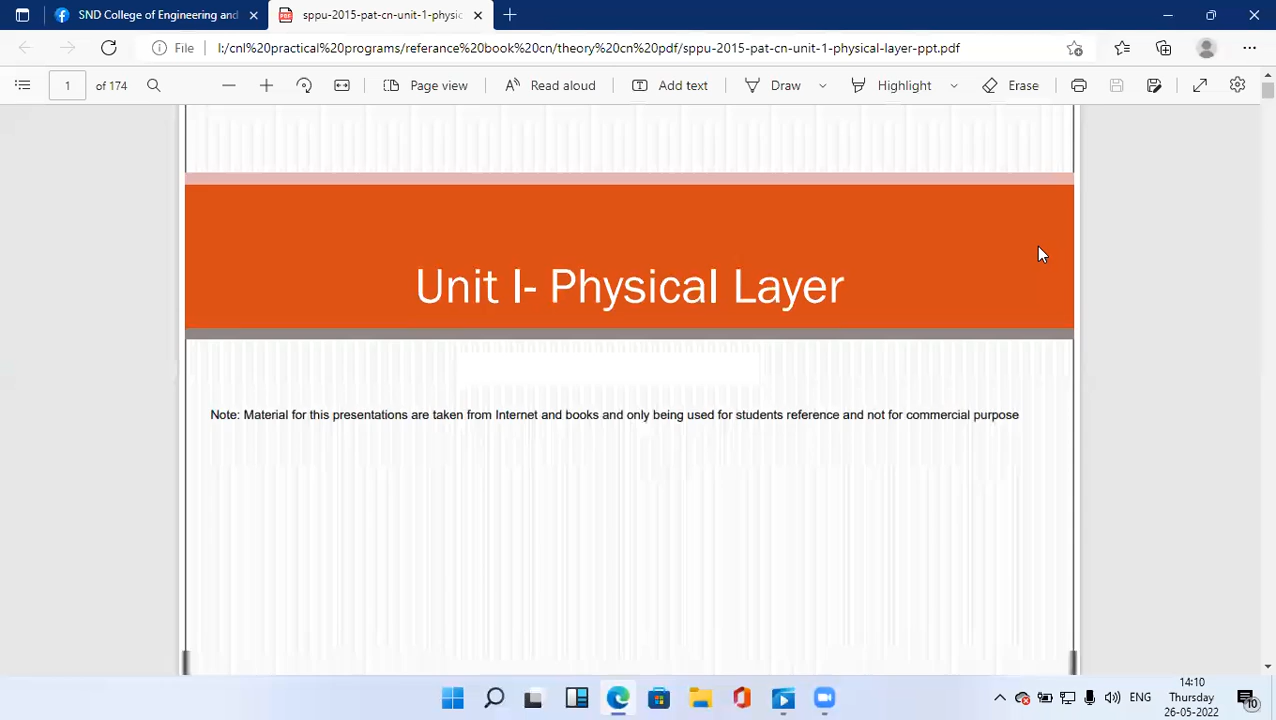 SND College of Engineering and
sppu-2015-pat-cn-unit-1-physic
File
I:/cnl%20practical%20programs/referance%20book%20cn/theory%20cn%20pdf/sppu-2015-pat-cn-unit-1-physical-layer-ppt.pdf
1 of 174
Page view
Read aloud
Add text
Draw
Highlight
Erase
Unit I- Physical Layer
Note: Material for this presentations are taken from Internet and books and only being used for students reference and not for commercial purpose
ENG
14:10
Thursday
26-05-2022
10